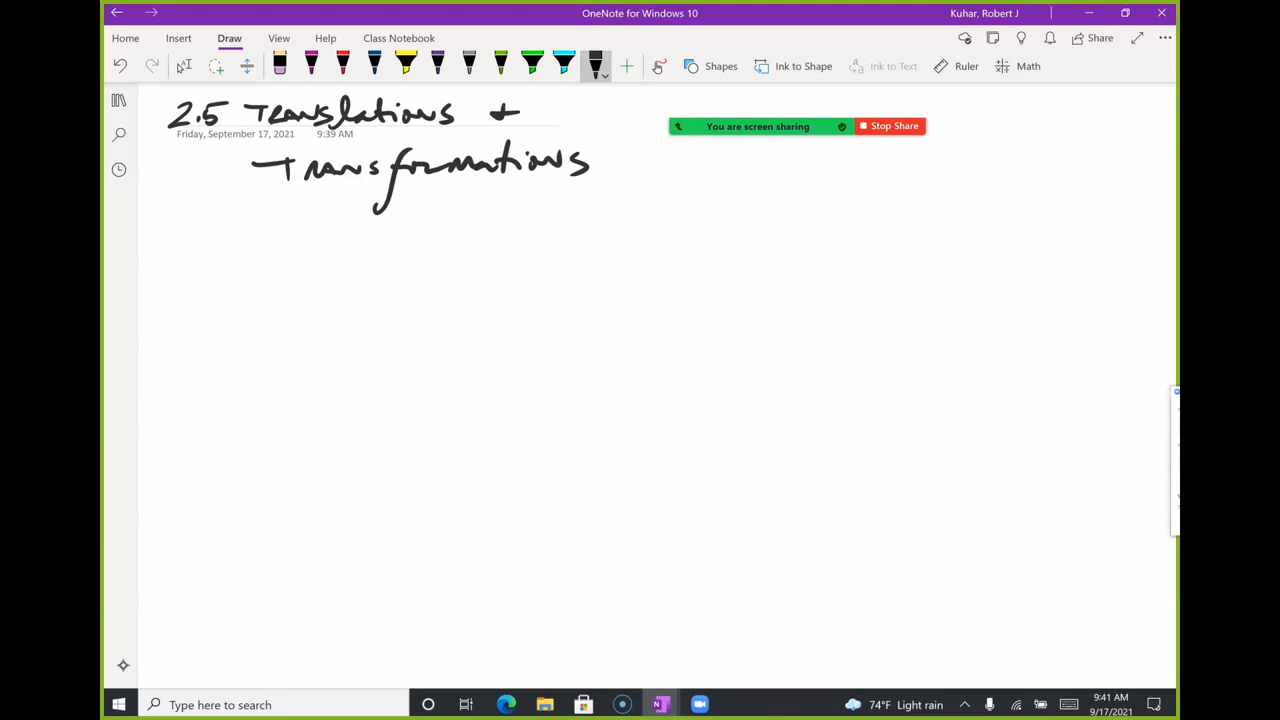 OneNote for Windows 10
Kuhar, Robert J
Home Insert Draw View Help Class Notebook
Share
Shapes Ink to Shape Ink to Text Ruler Math
2.5 Translations +
Friday, September 17, 2021 9:39 AM
Transformations
You are screen sharing Stop Share
Type here to search
74°F Light rain
9:41 AM
9/17/2021